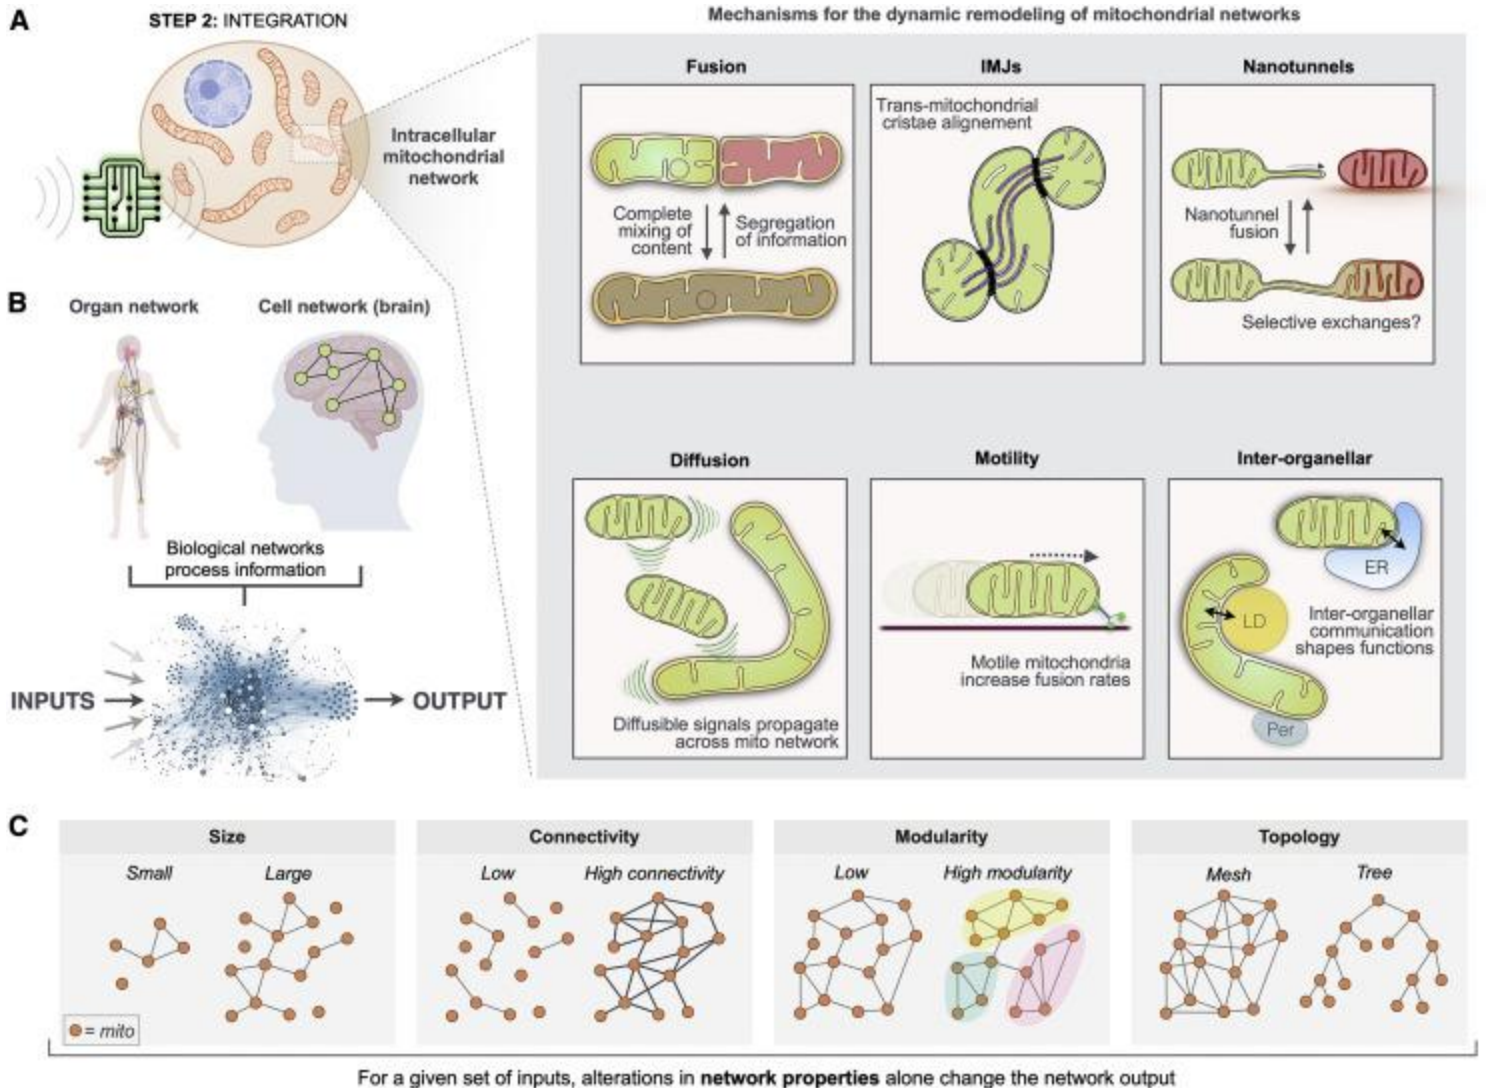 A
STEP 2: INTEGRATION
Intracellular
mitochondrial
network
Mechanisms for the dynamic remodeling of mitochondrial networks
Fusion
Complete
mixing of
content
Segregation
of information
IMJs
Trans-mitochondrial
cristae alignement
Nanotunnels
Nanotunnel
fusion
Selective exchanges?
Diffusion
Diffusible signals propagate
across mito network
Motility
Motile mitochondria
increase fusion rates
Inter-organellar
ER
LD
Inter-organellar
communication
shapes functions
Per
B
Organ network
Cell network (brain)
Biological networks
process information
INPUTS
OUTPUT
C
Size
Small
Large
= mito
Connectivity
Low
High connectivity
Modularity
Low
High modularity
Topology
Mesh
Tree
For a given set of inputs, alterations in network properties alone change the network output